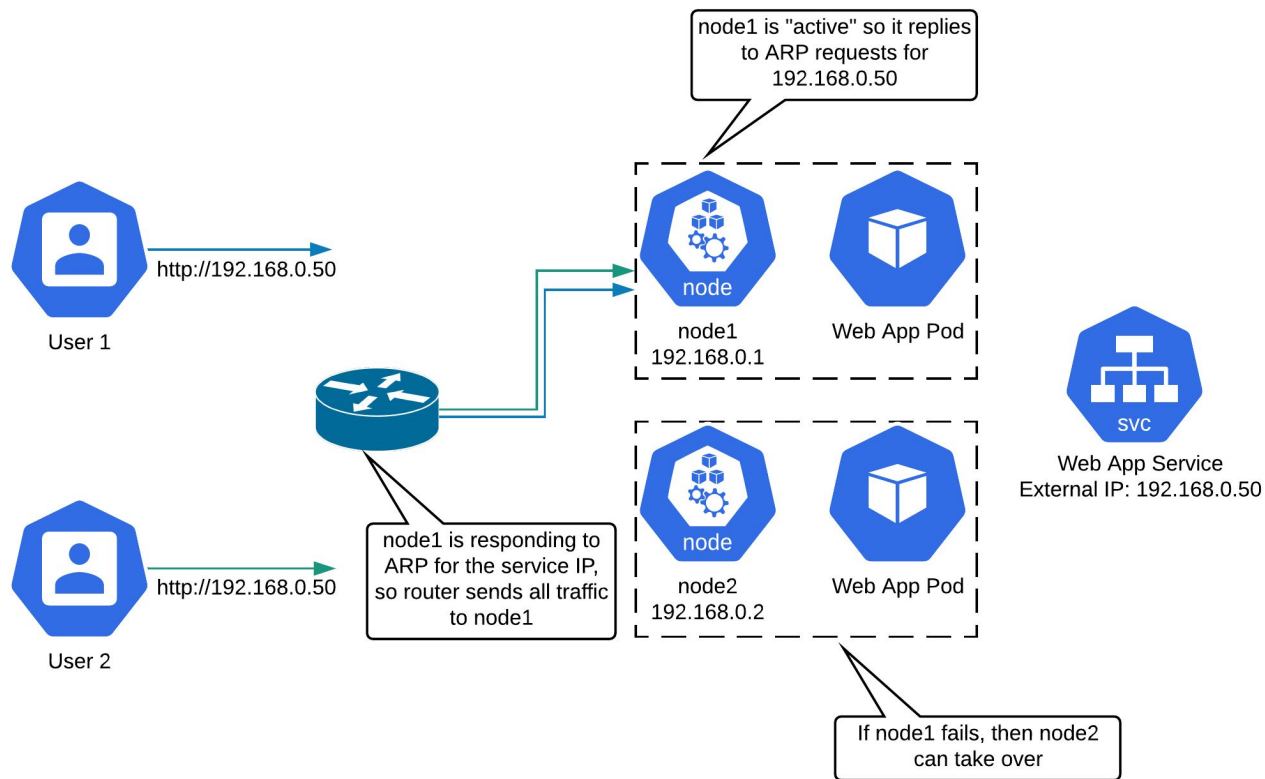 node1 is "active" so it replies
to ARP requests for
192.168.0.50
http://192.168.0.50
User 1
node
node1
192.168.0.1
Web App Pod
svc
Web App Service
External IP: 192.168.0.50
node
node2
192.168.0.2
Web App Pod
http://192.168.0.50
User 2
node1 is responding to
ARP for the service IP,
so router sends all traffic
to node1
If node1 fails, then node2
can take over